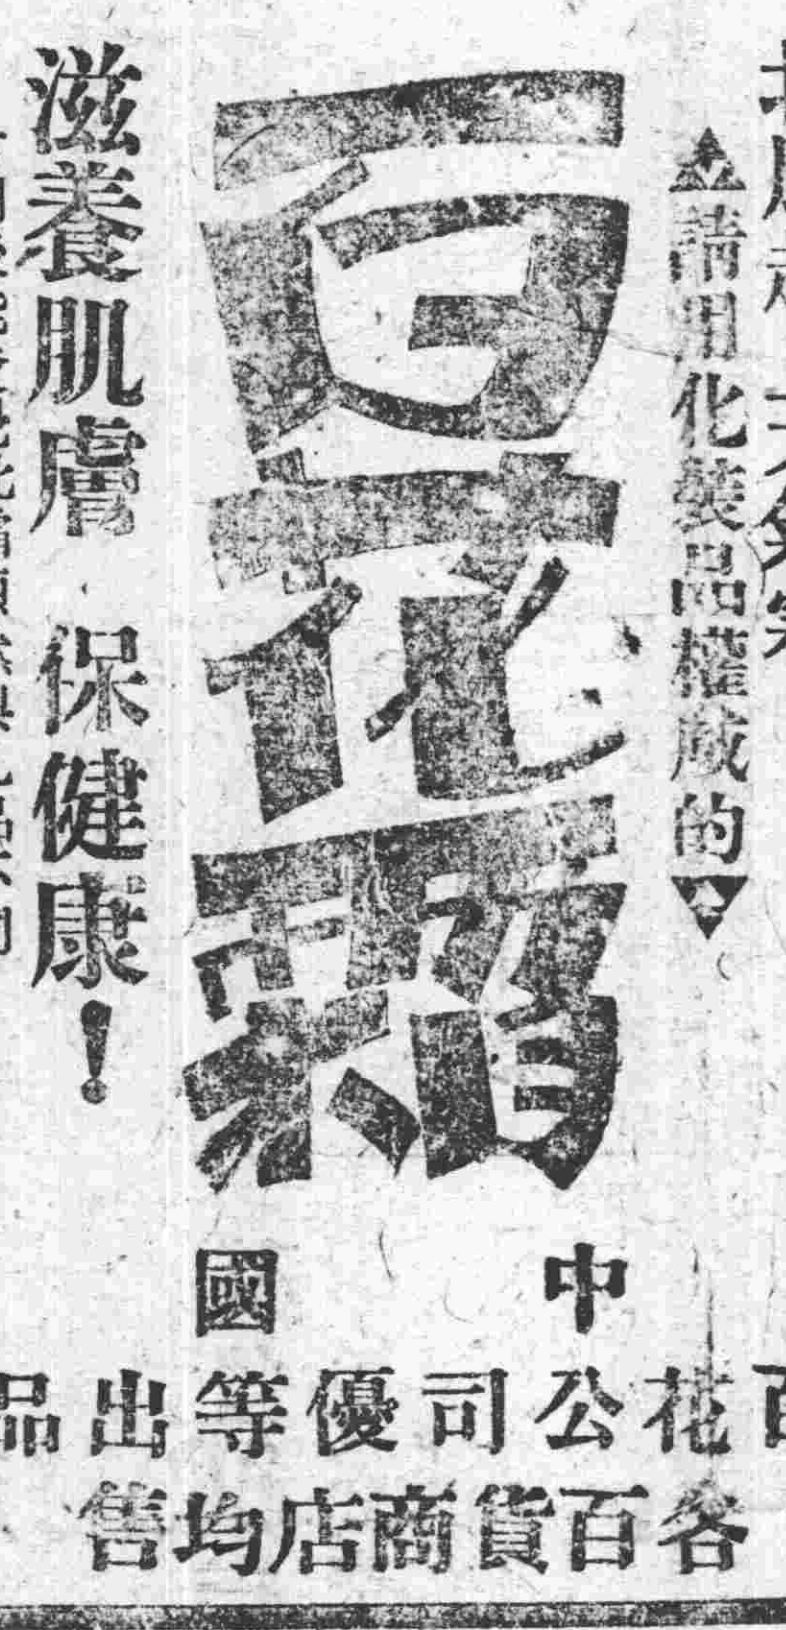 請用化裝品權威的
百花霜
滋養肌膚 保健康！
中國
百花公司優等出品
各百貨商店均售